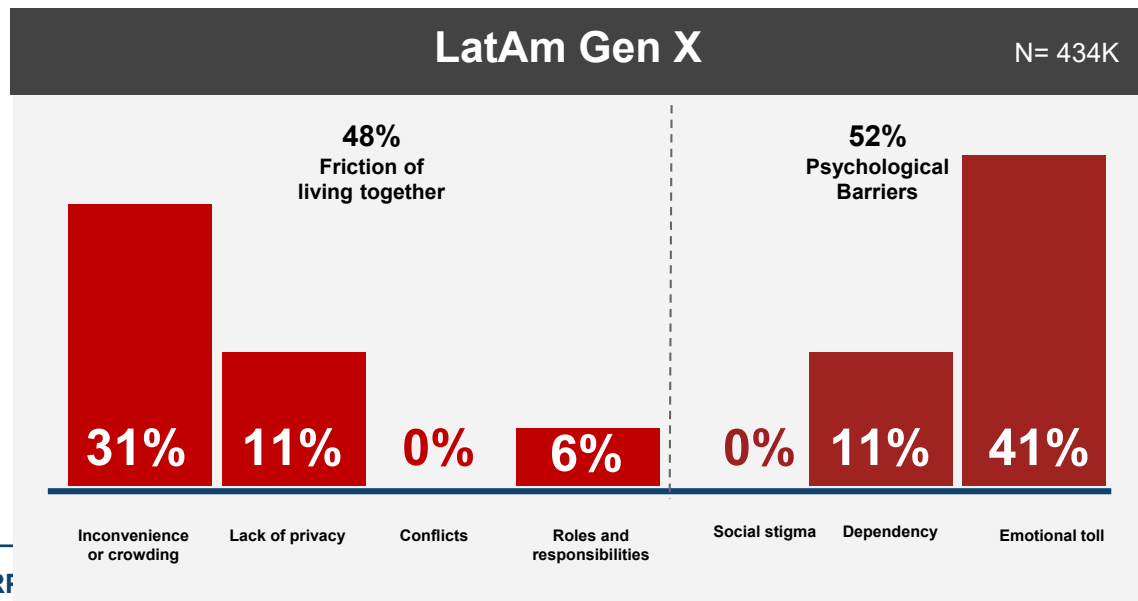 LatAm Gen X
N= 434K
48%
Friction of
living together
52%
Psychological
Barriers
31%
11%
0%
6%
0%
11%
41%
Inconvenience
or crowding
Lack of privacy
Conflicts
Roles and
responsibilities
Social stigma
Dependency
Emotional toll